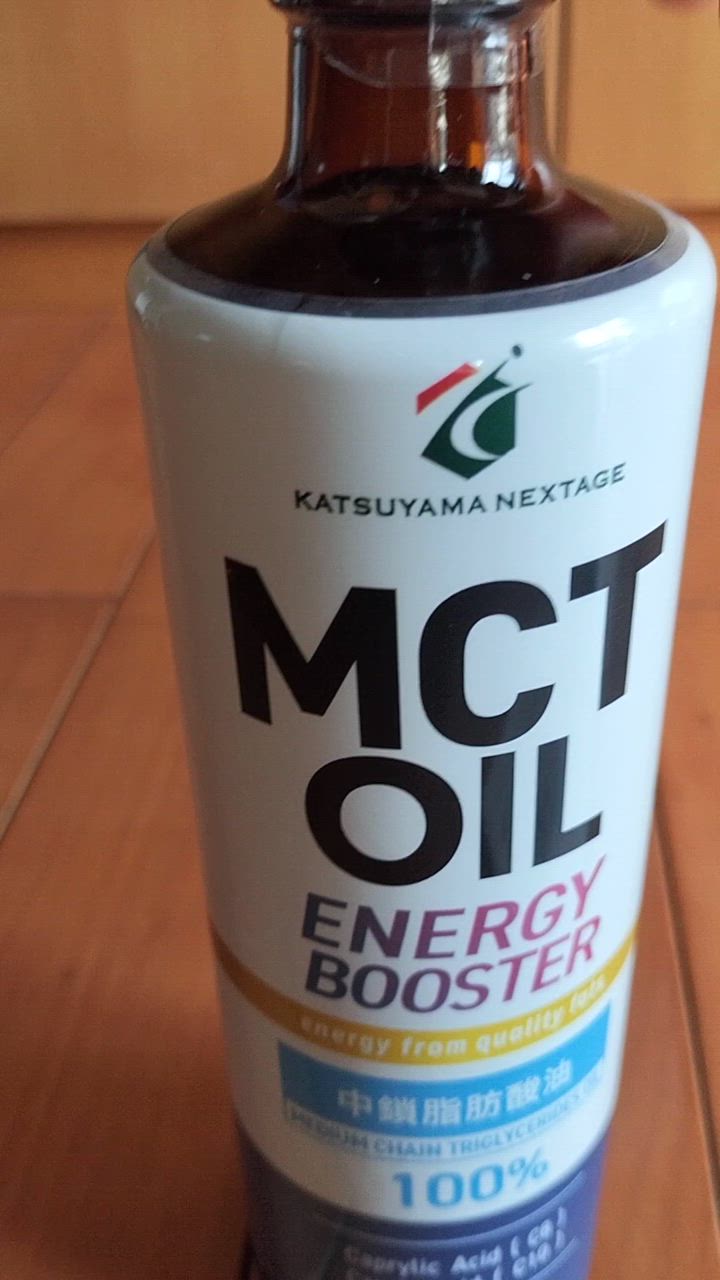 KATSUYAMA NEXTAGE
MCT
OIL
ENERGY
BOOSTER
energy from quality fats
中鎖脂肪酸油
MEDIUM CHAIN TRIGLYCERIDES
100%
Caprylic Acid ( C8 )
( C10 )